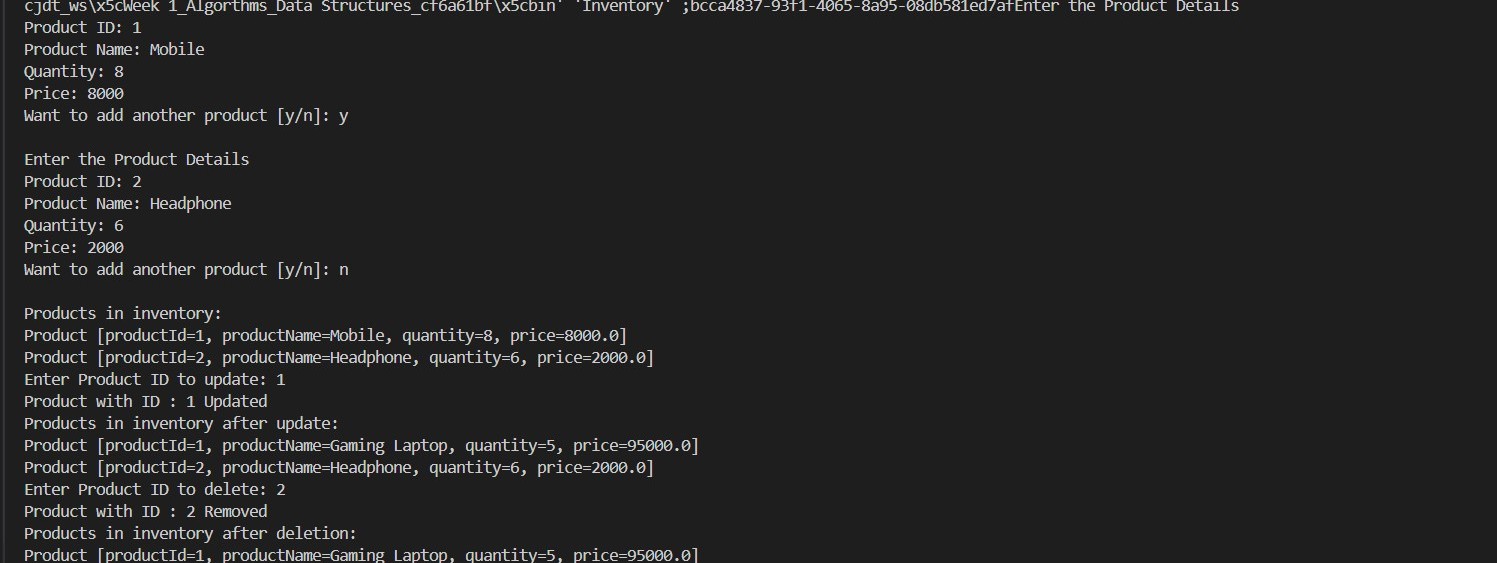 cjdt_ws\x5cWeek 1_Algorthms_Data Structures_cf6a61bf\x5cbin' 'Inventory' ;bcca4837-93f1-4065-8a95-08db581ed7afEnter the Product Details
Product ID: 1
Product Name: Mobile
Quantity: 8
Price: 8000
Want to add another product [y/n]: y

Enter the Product Details
Product ID: 2
Product Name: Headphone
Quantity: 6
Price: 2000
Want to add another product [y/n]: n

Products in inventory:
Product [productId=1, productName=Mobile, quantity=8, price=8000.0]
Product [productId=2, productName=Headphone, quantity=6, price=2000.0]
Enter Product ID to update: 1
Product with ID : 1 Updated
Products in inventory after update:
Product [productId=1, productName=Gaming Laptop, quantity=5, price=95000.0]
Product [productId=2, productName=Headphone, quantity=6, price=2000.0]
Enter Product ID to delete: 2
Product with ID : 2 Removed
Products in inventory after deletion:
Product [productId=1, productName=Gaming Laptop, quantity=5, price=95000.0]